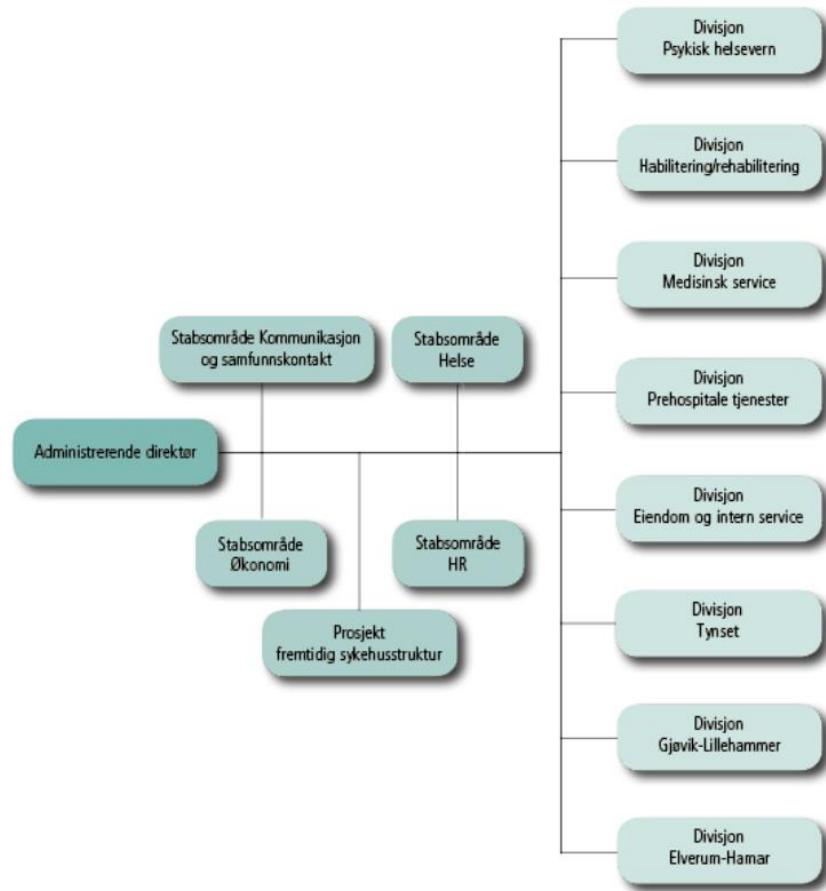 Administrerende direktør
Stabsområde Kommunikasjon
og samfunnskontakt
Stabsområde
Helse
Stabsområde
Økonomi
Stabsområde
HR
Prosjekt
fremtidig sykehusstruktur
Divisjon
Psykisk helsevern
Divisjon
Habilitering/rehabilitering
Divisjon
Medisinsk service
Divisjon
Prehospitale tjenester
Divisjon
Eiendom og intern service
Divisjon
Tynset
Divisjon
Gjøvik-Lillehammer
Divisjon
Elverum-Hamar